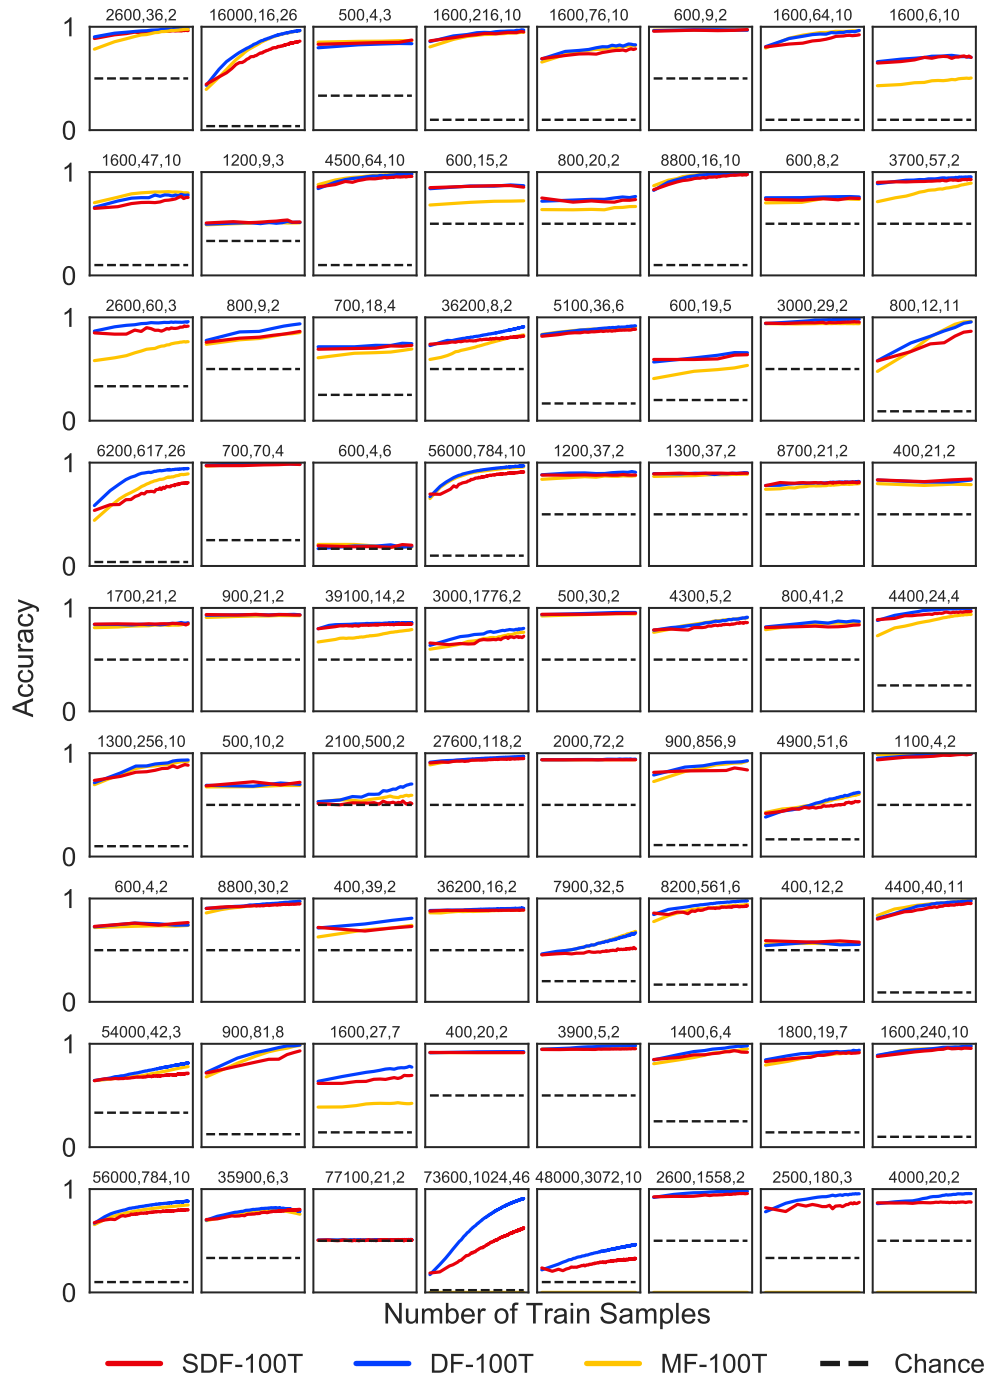 2600,36,2 16000,16,26 500,4,3 1600,216,10 1600,76,10 600,9,2 1600,64,10 1600,6,10
1
0
1600,47,10 1200,9,3 4500,64,10 600,15,2 800,20,2 8800,16,10 600,8,2 3700,57,2
1
0
2600,60,3 800,9,2 700,18,4 36200,8,2 5100,36,6 600,19,5 3000,29,2 800,12,11
1
0
6200,617,26 700,70,4 600,4,6 56000,784,10 1200,37,2 1300,37,2 8700,21,2 400,21,2
1
0
Accuracy
1700,21,2 900,21,2 39100,14,2 3000,1776,2 500,30,2 4300,5,2 800,41,2 4400,24,4
1
0
1300,256,10 500,10,2 2100,500,2 27600,118,2 2000,72,2 900,856,9 4900,51,6 1100,4,2
1
0
600,4,2 8800,30,2 400,39,2 36200,16,2 7900,32,5 8200,561,6 400,12,2 4400,40,11
1
0
54000,42,3 900,81,8 1600,27,7 400,20,2 3900,5,2 1400,6,4 1800,19,7 1600,240,10
1
0
56000,784,10 35900,6,3 77100,21,2 73600,1024,46 48000,3072,10 2600,1558,2 2500,180,3 4000,20,2
1
0
Number of Train Samples
SDF-100T DF-100T MF-100T Chance